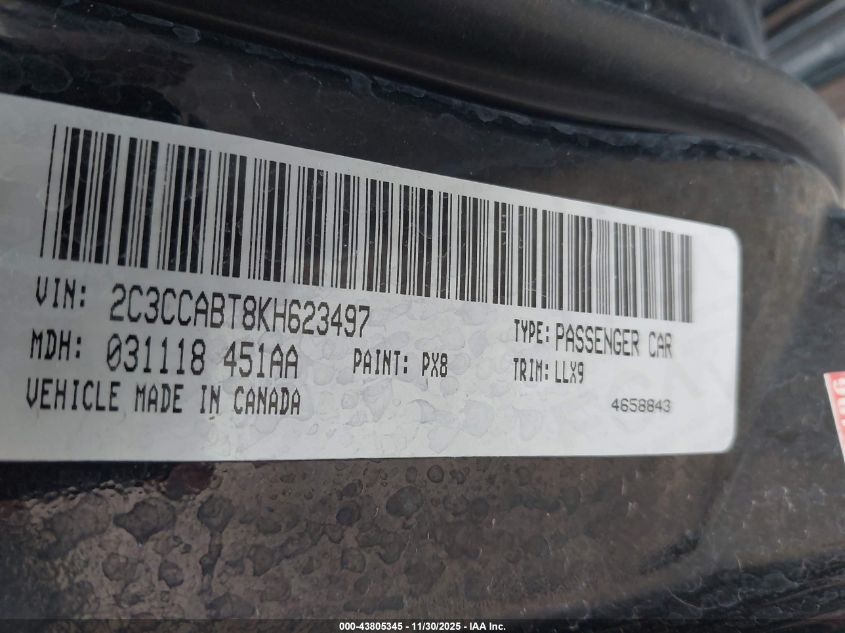 VIN: 2C3CCABT8KH623497 TYPE: PASSENGER CAR
MDH: 031118 451AA PAINT: PX8 TRIM: LLX9
VEHICLE MADE IN CANADA 4658843
000-43805345 - 11/30/2025 - IAA Inc.